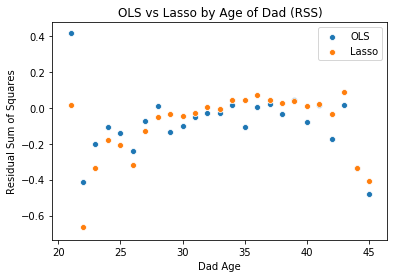 OLS vs Lasso by Age of Dad (RSS)
OLS
Lasso
0.4
0.2
0.0
−0.2
−0.4
−0.6
Residual Sum of Squares
20
25
30
35
40
45
Dad Age